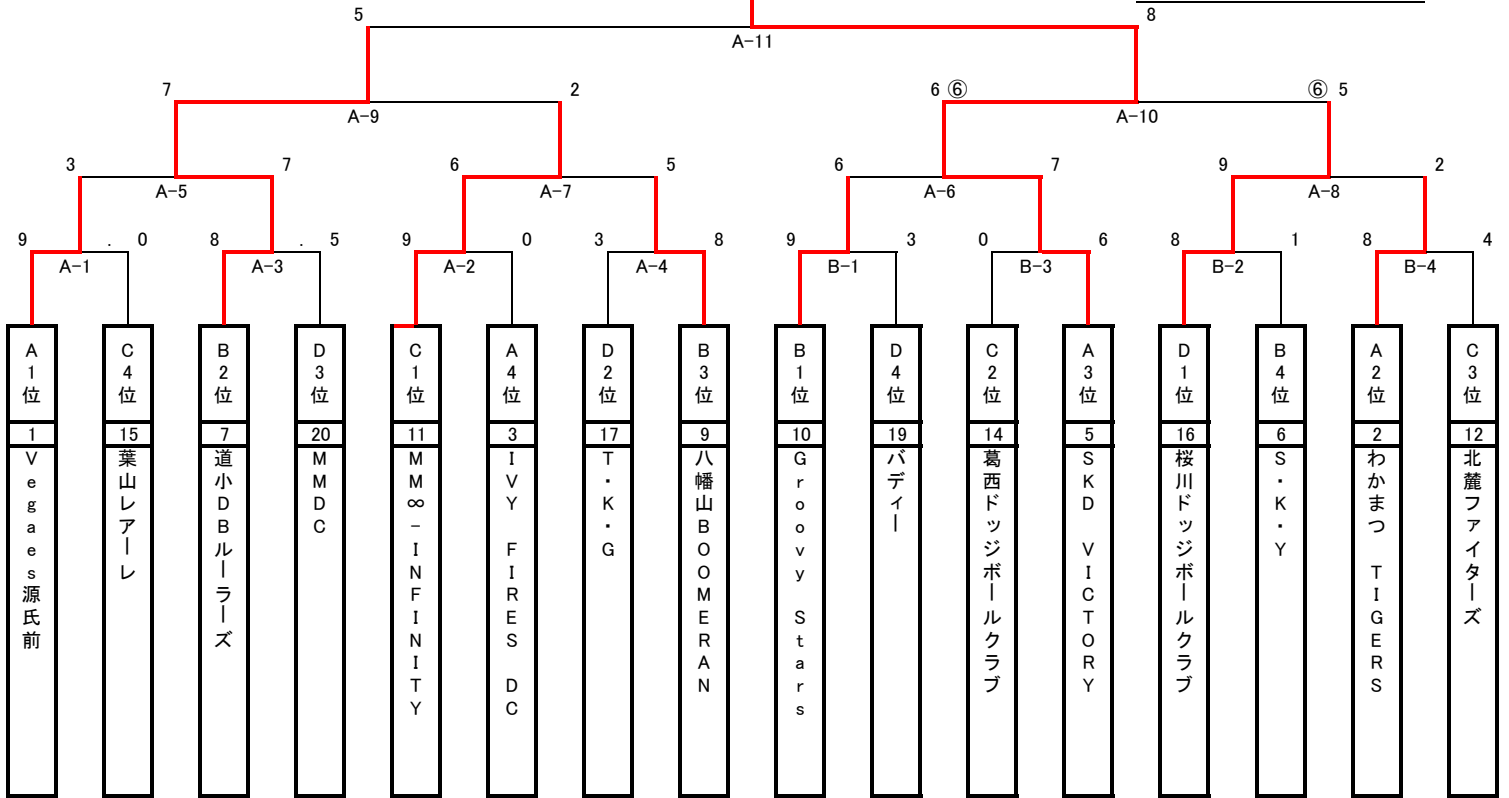 5 8
A-11
7 2 6 ⑥ ⑥ 5
A-9 A-10
3 7 6 5 6 7 9 2
A-5 A-7 A-6 A-8
9 . 0 8 . 5 9 0 3 8 9 3 0 6 8 1 8 4
A-1 A-3 A-2 A-4 B-1 B-3 B-2 B-4
A1位 C4位 B2位 D3位 C1位 A4位 D2位 B3位 B1位 D4位 C2位 A3位 D1位 B4位 A2位 C3位
1 15 7 20 11 3 17 9 10 19 14 5 16 6 2 12
Vegaes源氏前
葉山レアーレ
道小DBルーラーズ
MMDC
MM∞-INFINITY
IVY FIRES DC
T・K・G
八幡山BOOMERAN
Groovy Stars
バディー
葛西ドッジボールクラブ
SKD VICTORY
桜川ドッジボールクラブ
S・K・Y
わかまつ TIGERS
北麓ファイターズ